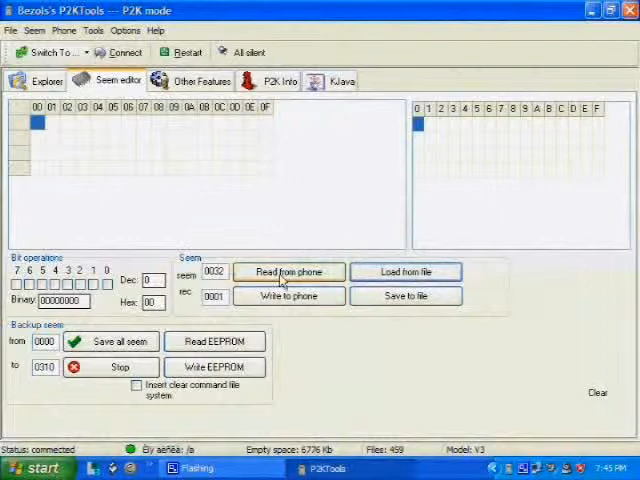 Bezols's P2KTools --- P2K mode
File Seem Phone Tools Options Help
Switch To ... Connect Restart All silent
Explorer Seem editor Other Features P2K Info KJava
00 01 02 03 04 05 06 07 08 09 0A 0B 0C 0D 0E 0F
0 1 2 3 4 5 6 7 8 9 A B C D E F
Bit operations
7 6 5 4 3 2 1 0
Dec: 0
Binary: 00000000 Hex: 00
Seem
seem 0032 Read from phone Load from file
rec 0001 Write to phone Save to file
Backup seem
from 0000 Save all seem Read EEPROM
to 0310 Stop Write EEPROM
Insert clear command file system
Clear
Status: connected /a Empty space: 6776 Kb Files: 459 Model: V3
start Flashing P2KTools 7:45 PM